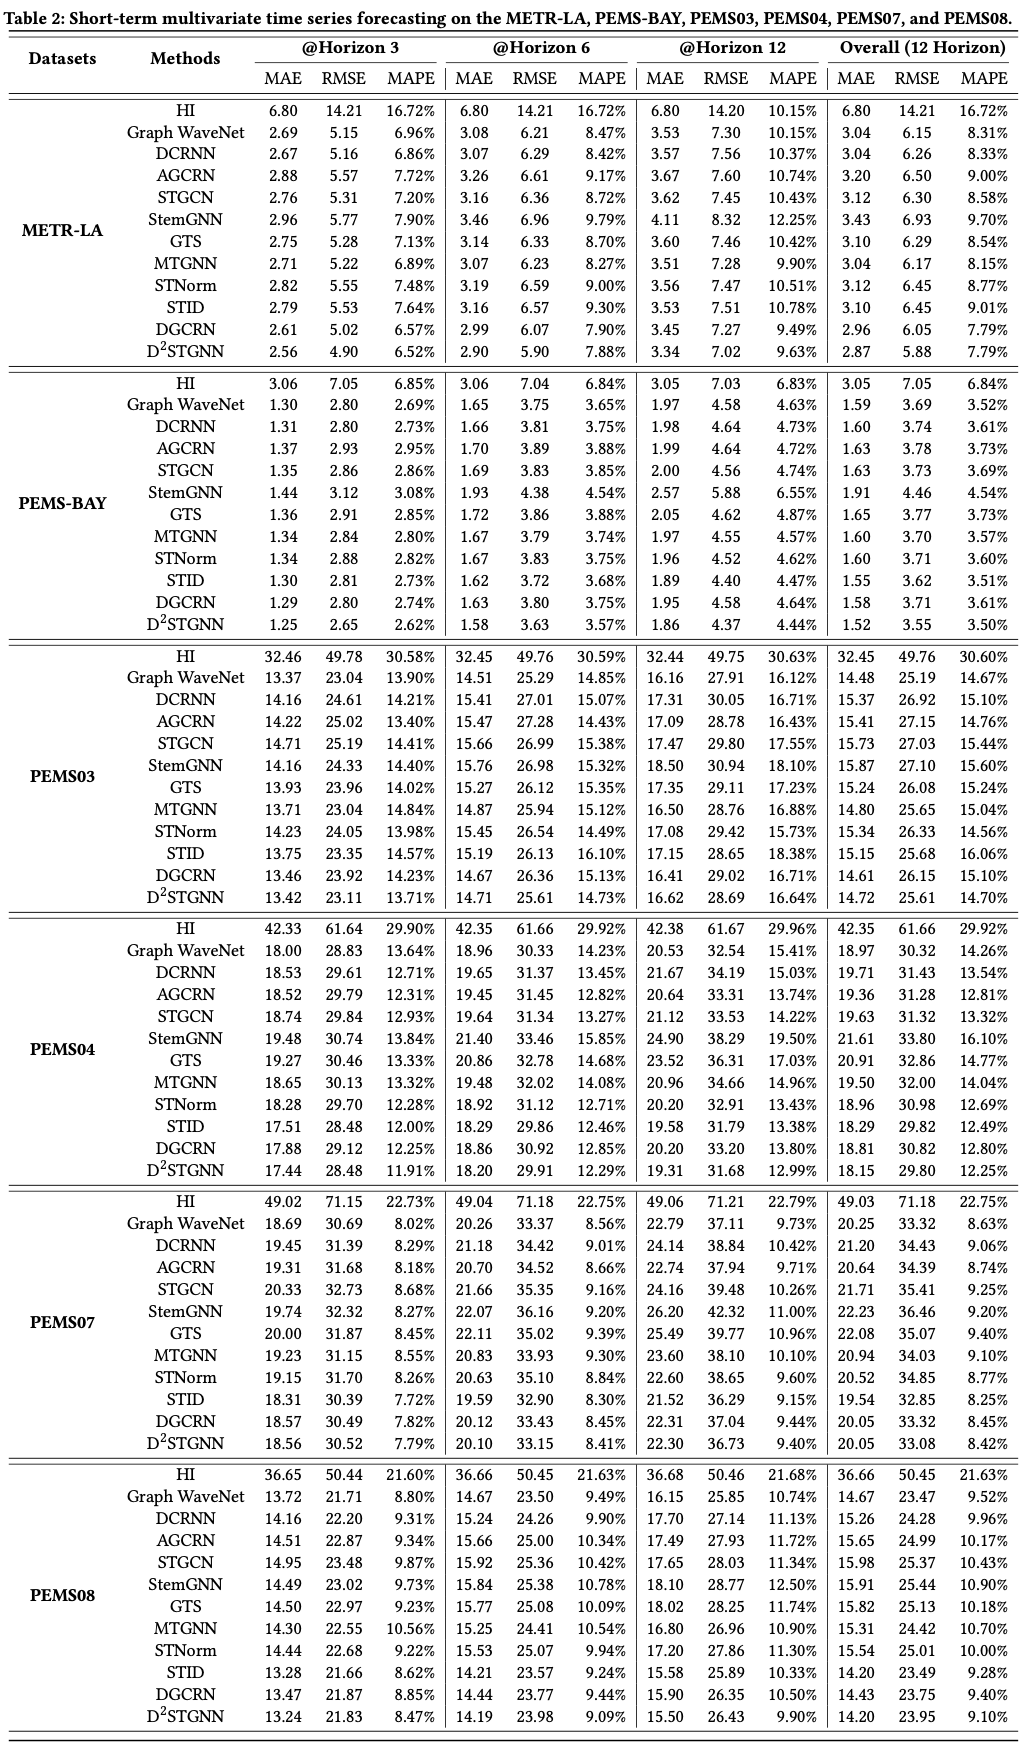 Table 2: Short-term multivariate time series forecasting on the METR-LA, PEMS-BAY, PEMS03, PEMS04, PEMS07, and PEMS08.
Datasets Methods @Horizon 3 @Horizon 6 @Horizon 12 Overall (12 Horizon)
MAE RMSE MAPE MAE RMSE MAPE MAE RMSE MAPE MAE RMSE MAPE
METR-LA
HI 6.80 14.21 16.72% 6.80 14.21 16.72% 6.80 14.20 10.15% 6.80 14.21 16.72%
Graph WaveNet 2.69 5.15 6.96% 3.08 6.21 8.47% 3.53 7.30 10.15% 3.04 6.15 8.31%
DCRNN 2.67 5.16 6.86% 3.07 6.29 8.42% 3.57 7.56 10.37% 3.04 6.26 8.33%
AGCRN 2.88 5.57 7.72% 3.26 6.61 9.17% 3.67 7.60 10.74% 3.20 6.50 9.00%
STGCN 2.76 5.31 7.20% 3.16 6.36 8.72% 3.62 7.45 10.43% 3.12 6.30 8.58%
StemGNN 2.96 5.77 7.90% 3.46 6.96 9.79% 4.11 8.32 12.25% 3.43 6.93 9.70%
GTS 2.75 5.28 7.13% 3.14 6.33 8.70% 3.60 7.46 10.42% 3.10 6.29 8.54%
MTGNN 2.71 5.22 6.89% 3.07 6.23 8.27% 3.51 7.28 9.90% 3.04 6.17 8.15%
STNorm 2.82 5.55 7.48% 3.19 6.59 9.00% 3.56 7.47 10.51% 3.12 6.45 8.77%
STID 2.79 5.53 7.64% 3.16 6.57 9.30% 3.53 7.51 10.78% 3.10 6.45 9.01%
DGCRN 2.61 5.02 6.57% 2.99 6.07 7.90% 3.45 7.27 9.49% 2.96 6.05 7.79%
D²STGNN 2.56 4.90 6.52% 2.90 5.90 7.88% 3.34 7.02 9.63% 2.87 5.88 7.79%
PEMS-BAY
HI 3.06 7.05 6.85% 3.06 7.04 6.84% 3.05 7.03 6.83% 3.05 7.05 6.84%
Graph WaveNet 1.30 2.80 2.69% 1.65 3.75 3.65% 1.97 4.58 4.63% 1.59 3.69 3.52%
DCRNN 1.31 2.80 2.73% 1.66 3.81 3.75% 1.98 4.64 4.73% 1.60 3.74 3.61%
AGCRN 1.37 2.93 2.95% 1.70 3.89 3.88% 1.99 4.64 4.72% 1.63 3.78 3.73%
STGCN 1.35 2.86 2.86% 1.69 3.83 3.85% 2.00 4.56 4.74% 1.63 3.73 3.69%
StemGNN 1.44 3.12 3.08% 1.93 4.38 4.54% 2.57 5.88 6.55% 1.91 4.46 4.54%
GTS 1.36 2.91 2.85% 1.72 3.86 3.88% 2.05 4.62 4.87% 1.65 3.77 3.73%
MTGNN 1.34 2.84 2.80% 1.67 3.79 3.74% 1.97 4.55 4.57% 1.60 3.70 3.57%
STNorm 1.34 2.88 2.82% 1.67 3.83 3.75% 1.96 4.52 4.62% 1.60 3.71 3.60%
STID 1.30 2.81 2.73% 1.62 3.72 3.68% 1.89 4.40 4.47% 1.55 3.62 3.51%
DGCRN 1.29 2.80 2.74% 1.63 3.80 3.75% 1.95 4.58 4.64% 1.58 3.71 3.61%
D²STGNN 1.25 2.65 2.62% 1.58 3.63 3.57% 1.86 4.37 4.44% 1.52 3.55 3.50%
PEMS03
HI 32.46 49.78 30.58% 32.45 49.76 30.59% 32.44 49.75 30.63% 32.45 49.76 30.60%
Graph WaveNet 13.37 23.04 13.90% 14.51 25.29 14.85% 16.16 27.91 16.12% 14.48 25.19 14.67%
DCRNN 14.16 24.61 14.21% 15.41 27.01 15.07% 17.31 30.05 16.71% 15.37 26.92 15.10%
AGCRN 14.22 25.02 13.40% 15.47 27.28 14.43% 17.09 28.78 16.43% 15.41 27.15 14.76%
STGCN 14.71 25.19 14.41% 15.66 26.99 15.38% 17.47 29.80 17.55% 15.73 27.03 15.44%
StemGNN 14.16 24.33 14.40% 15.76 26.98 15.32% 18.50 30.94 18.10% 15.87 27.10 15.60%
GTS 13.93 23.96 14.02% 15.27 26.12 15.35% 17.35 29.11 17.23% 15.24 26.08 15.24%
MTGNN 13.71 23.04 14.84% 14.87 25.94 15.12% 16.50 28.76 16.88% 14.80 25.65 15.04%
STNorm 14.23 24.05 13.98% 15.45 26.54 14.49% 17.08 29.42 15.73% 15.34 26.33 14.56%
STID 13.75 23.35 14.57% 15.19 26.13 16.10% 17.15 28.65 18.38% 15.15 25.68 16.06%
DGCRN 13.46 23.92 14.23% 14.67 26.36 15.13% 16.41 29.02 16.71% 14.61 26.15 15.10%
D²STGNN 13.42 23.11 13.71% 14.71 25.61 14.73% 16.62 28.69 16.64% 14.72 25.61 14.70%
PEMS04
HI 42.33 61.64 29.90% 42.35 61.66 29.92% 42.38 61.67 29.96% 42.35 61.66 29.92%
Graph WaveNet 18.00 28.83 13.64% 18.96 30.33 14.23% 20.53 32.54 15.41% 18.97 30.32 14.26%
DCRNN 18.53 29.61 12.71% 19.65 31.37 13.45% 21.67 34.19 15.03% 19.71 31.43 13.54%
AGCRN 18.52 29.79 12.31% 19.45 31.45 12.82% 20.64 33.31 13.74% 19.36 31.28 12.81%
STGCN 18.74 29.84 12.93% 19.64 31.34 13.27% 21.12 33.53 14.22% 19.63 31.32 13.32%
StemGNN 19.48 30.74 13.84% 21.40 33.46 15.85% 24.90 38.29 19.50% 21.61 33.80 16.10%
GTS 19.27 30.46 13.33% 20.86 32.78 14.68% 23.52 36.31 17.03% 20.91 32.86 14.77%
MTGNN 18.65 30.13 13.32% 19.48 32.02 14.08% 20.96 34.66 14.96% 19.50 32.00 14.04%
STNorm 18.28 29.70 12.28% 18.92 31.12 12.71% 20.20 32.91 13.43% 18.96 30.98 12.69%
STID 17.51 28.48 12.00% 18.29 29.86 12.46% 19.58 31.79 13.38% 18.29 29.82 12.49%
DGCRN 17.88 29.12 12.25% 18.86 30.92 12.85% 20.20 33.20 13.80% 18.81 30.82 12.80%
D²STGNN 17.44 28.48 11.91% 18.20 29.91 12.29% 19.31 31.68 12.99% 18.15 29.80 12.25%
PEMS07
HI 49.02 71.15 22.73% 49.04 71.18 22.75% 49.06 71.21 22.79% 49.03 71.18 22.75%
Graph WaveNet 18.69 30.69 8.02% 20.26 33.37 8.56% 22.79 37.11 9.73% 20.25 33.32 8.63%
DCRNN 19.45 31.39 8.29% 21.18 34.42 9.01% 24.14 38.84 10.42% 21.20 34.43 9.06%
AGCRN 19.31 31.68 8.18% 20.70 34.52 8.66% 22.74 37.94 9.71% 20.64 34.39 8.74%
STGCN 20.33 32.73 8.68% 21.66 35.35 9.16% 24.16 39.48 10.26% 21.71 35.41 9.25%
StemGNN 19.74 32.32 8.27% 22.07 36.16 9.20% 26.20 42.32 11.00% 22.23 36.46 9.20%
GTS 20.00 31.87 8.45% 22.11 35.02 9.39% 25.49 39.77 10.96% 22.08 35.07 9.40%
MTGNN 19.23 31.15 8.55% 20.83 33.93 9.30% 23.60 38.10 10.10% 20.94 34.03 9.10%
STNorm 19.15 31.70 8.26% 20.63 35.10 8.84% 22.60 38.65 9.60% 20.52 34.85 8.77%
STID 18.31 30.39 7.72% 19.59 32.90 8.30% 21.52 36.29 9.15% 19.54 32.85 8.25%
DGCRN 18.57 30.49 7.82% 20.12 33.43 8.45% 22.31 37.04 9.44% 20.05 33.32 8.45%
D²STGNN 18.56 30.52 7.79% 20.10 33.15 8.41% 22.30 36.73 9.40% 20.05 33.08 8.42%
PEMS08
HI 36.65 50.44 21.60% 36.66 50.45 21.63% 36.68 50.46 21.68% 36.66 50.45 21.63%
Graph WaveNet 13.72 21.71 8.80% 14.67 23.50 9.49% 16.15 25.85 10.74% 14.67 23.47 9.52%
DCRNN 14.16 22.20 9.31% 15.24 24.26 9.90% 17.70 27.14 11.13% 15.26 24.28 9.96%
AGCRN 14.51 22.87 9.34% 15.66 25.00 10.34% 17.49 27.93 11.72% 15.65 24.99 10.17%
STGCN 14.95 23.48 9.87% 15.92 25.36 10.42% 17.65 28.03 11.34% 15.98 25.37 10.43%
StemGNN 14.49 23.02 9.73% 15.84 25.38 10.78% 18.10 28.77 12.50% 15.91 25.44 10.90%
GTS 14.50 22.97 9.23% 15.77 25.08 10.09% 18.02 28.25 11.74% 15.82 25.13 10.18%
MTGNN 14.30 22.55 10.56% 15.25 24.41 10.54% 16.80 26.96 10.90% 15.31 24.42 10.70%
STNorm 14.44 22.68 9.22% 15.53 25.07 9.94% 17.20 27.86 11.30% 15.54 25.01 10.00%
STID 13.28 21.66 8.62% 14.21 23.57 9.24% 15.58 25.89 10.33% 14.20 23.49 9.28%
DGCRN 13.47 21.87 8.85% 14.44 23.77 9.44% 15.90 26.35 10.50% 14.43 23.75 9.40%
D²STGNN 13.24 21.83 8.47% 14.19 23.98 9.09% 15.50 26.43 9.90% 14.20 23.95 9.10%